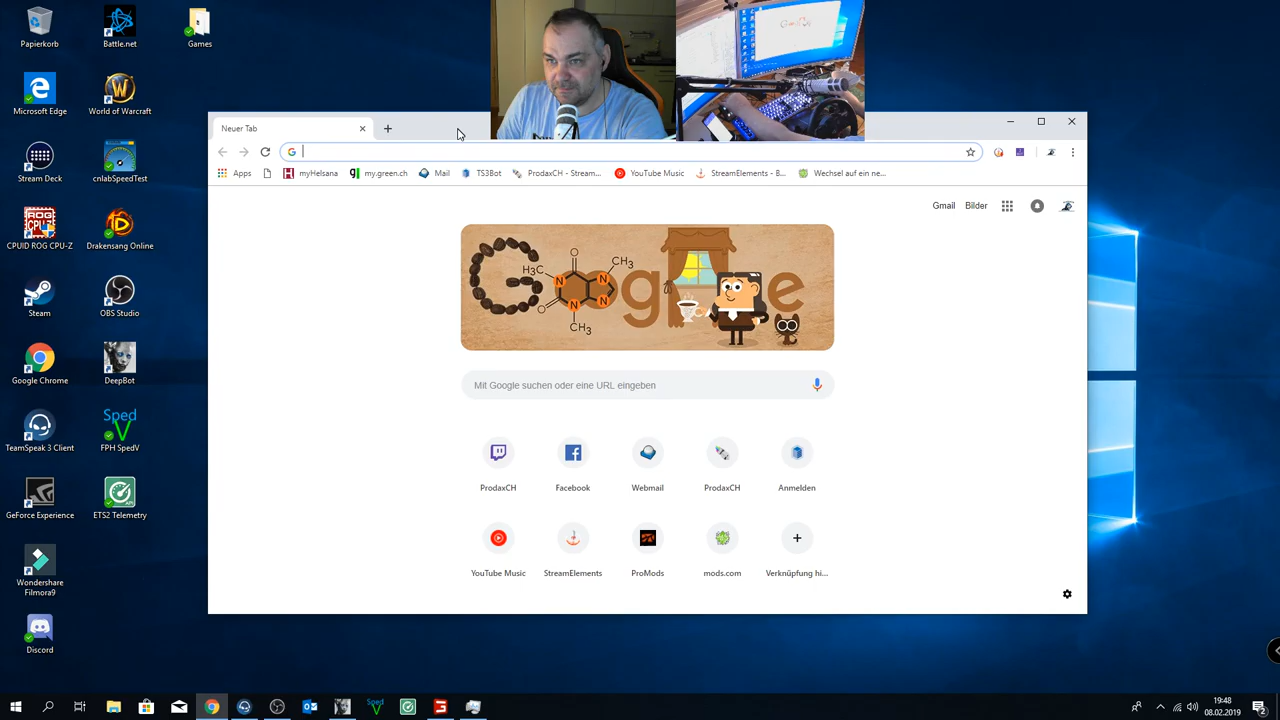 Papierkorb
Battle.net
Games
Microsoft Edge
World of Warcraft
Stream Deck
cnlabSpeedTest
CPUID ROG CPU-Z
Drakensang Online
Steam
OBS Studio
Google Chrome
DeepBot
TeamSpeak 3 Client
FPH SpedV
GeForce Experience
ETS2 Telemetry
Wondershare
Filmora9
Discord
Neuer Tab
Apps
myHelsana
my.green.ch
Mail
TS3Bot
ProdaxCH - Stream...
YouTube Music
StreamElements - B...
Wechsel auf ein ne...
Gmail Bilder
Google
H3C
O
N
CH3
Mit Google suchen oder eine URL eingeben
ProdaxCH
Facebook
Webmail
ProdaxCH
Anmelden
YouTube Music
StreamElements
ProMods
mods.com
Verknüpfung hi...
19:48
08.02.2019